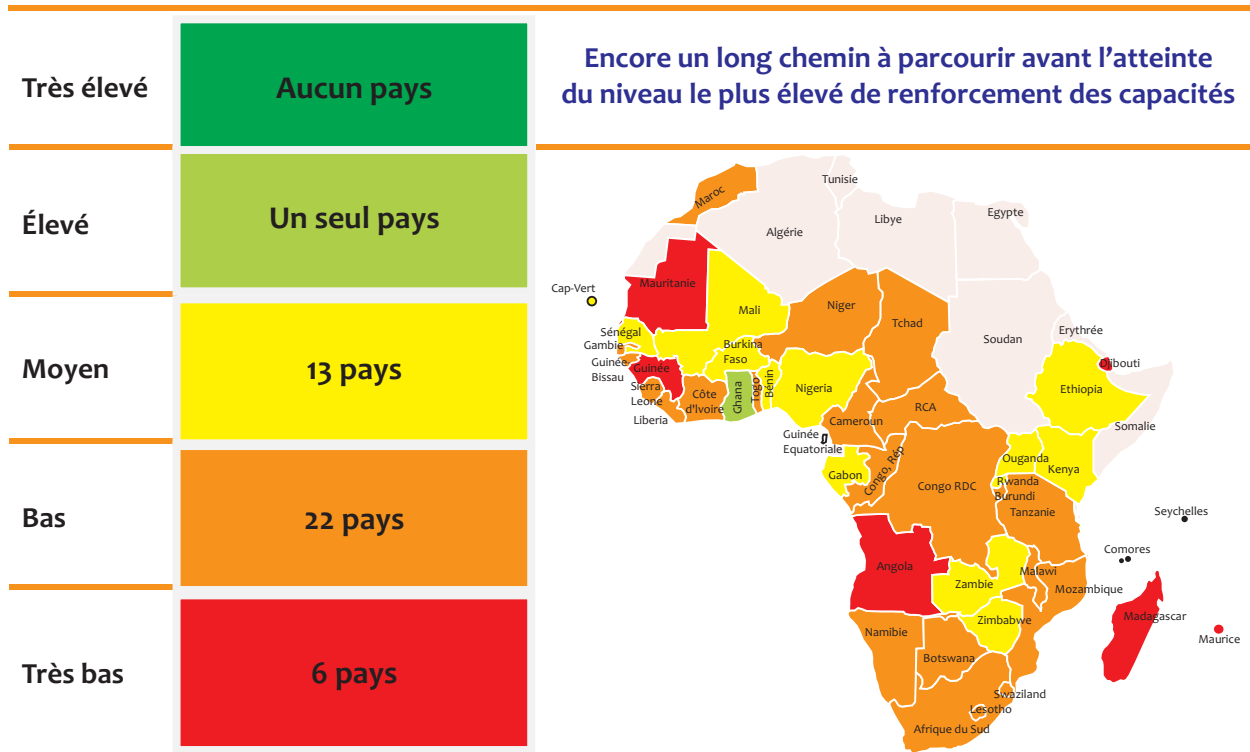 Très élevé
Aucun pays
Encore un long chemin à parcourir avant l’atteinte
du niveau le plus élevé de renforcement des capacités
Élevé
Un seul pays
Moyen
13 pays
Bas
22 pays
Très bas
6 pays
Tunisie
Maroc
Algérie
Libye
Egypte
Cap-Vert
Mauritanie
Mali
Niger
Tchad
Soudan
Erythrée
Sénégal
Gambie
Guinée
Bissau
Guinée
Burkina
Faso
Djibouti
Sierra
Leone
Liberia
Côte
d'Ivoire
Ghana
Togo
Bénin
Nigeria
Ethiopie
Somalie
Cameroun
RCA
Guinée
Equatoriale
Gabon
Congo, Rép
Congo RDC
Ouganda
Kenya
Rwanda
Burundi
Tanzanie
Seychelles
Comores
Angola
Zambie
Malawi
Mozambique
Madagascar
Maurice
Zimbabwe
Namibie
Botswana
Swaziland
Lesotho
Afrique du Sud